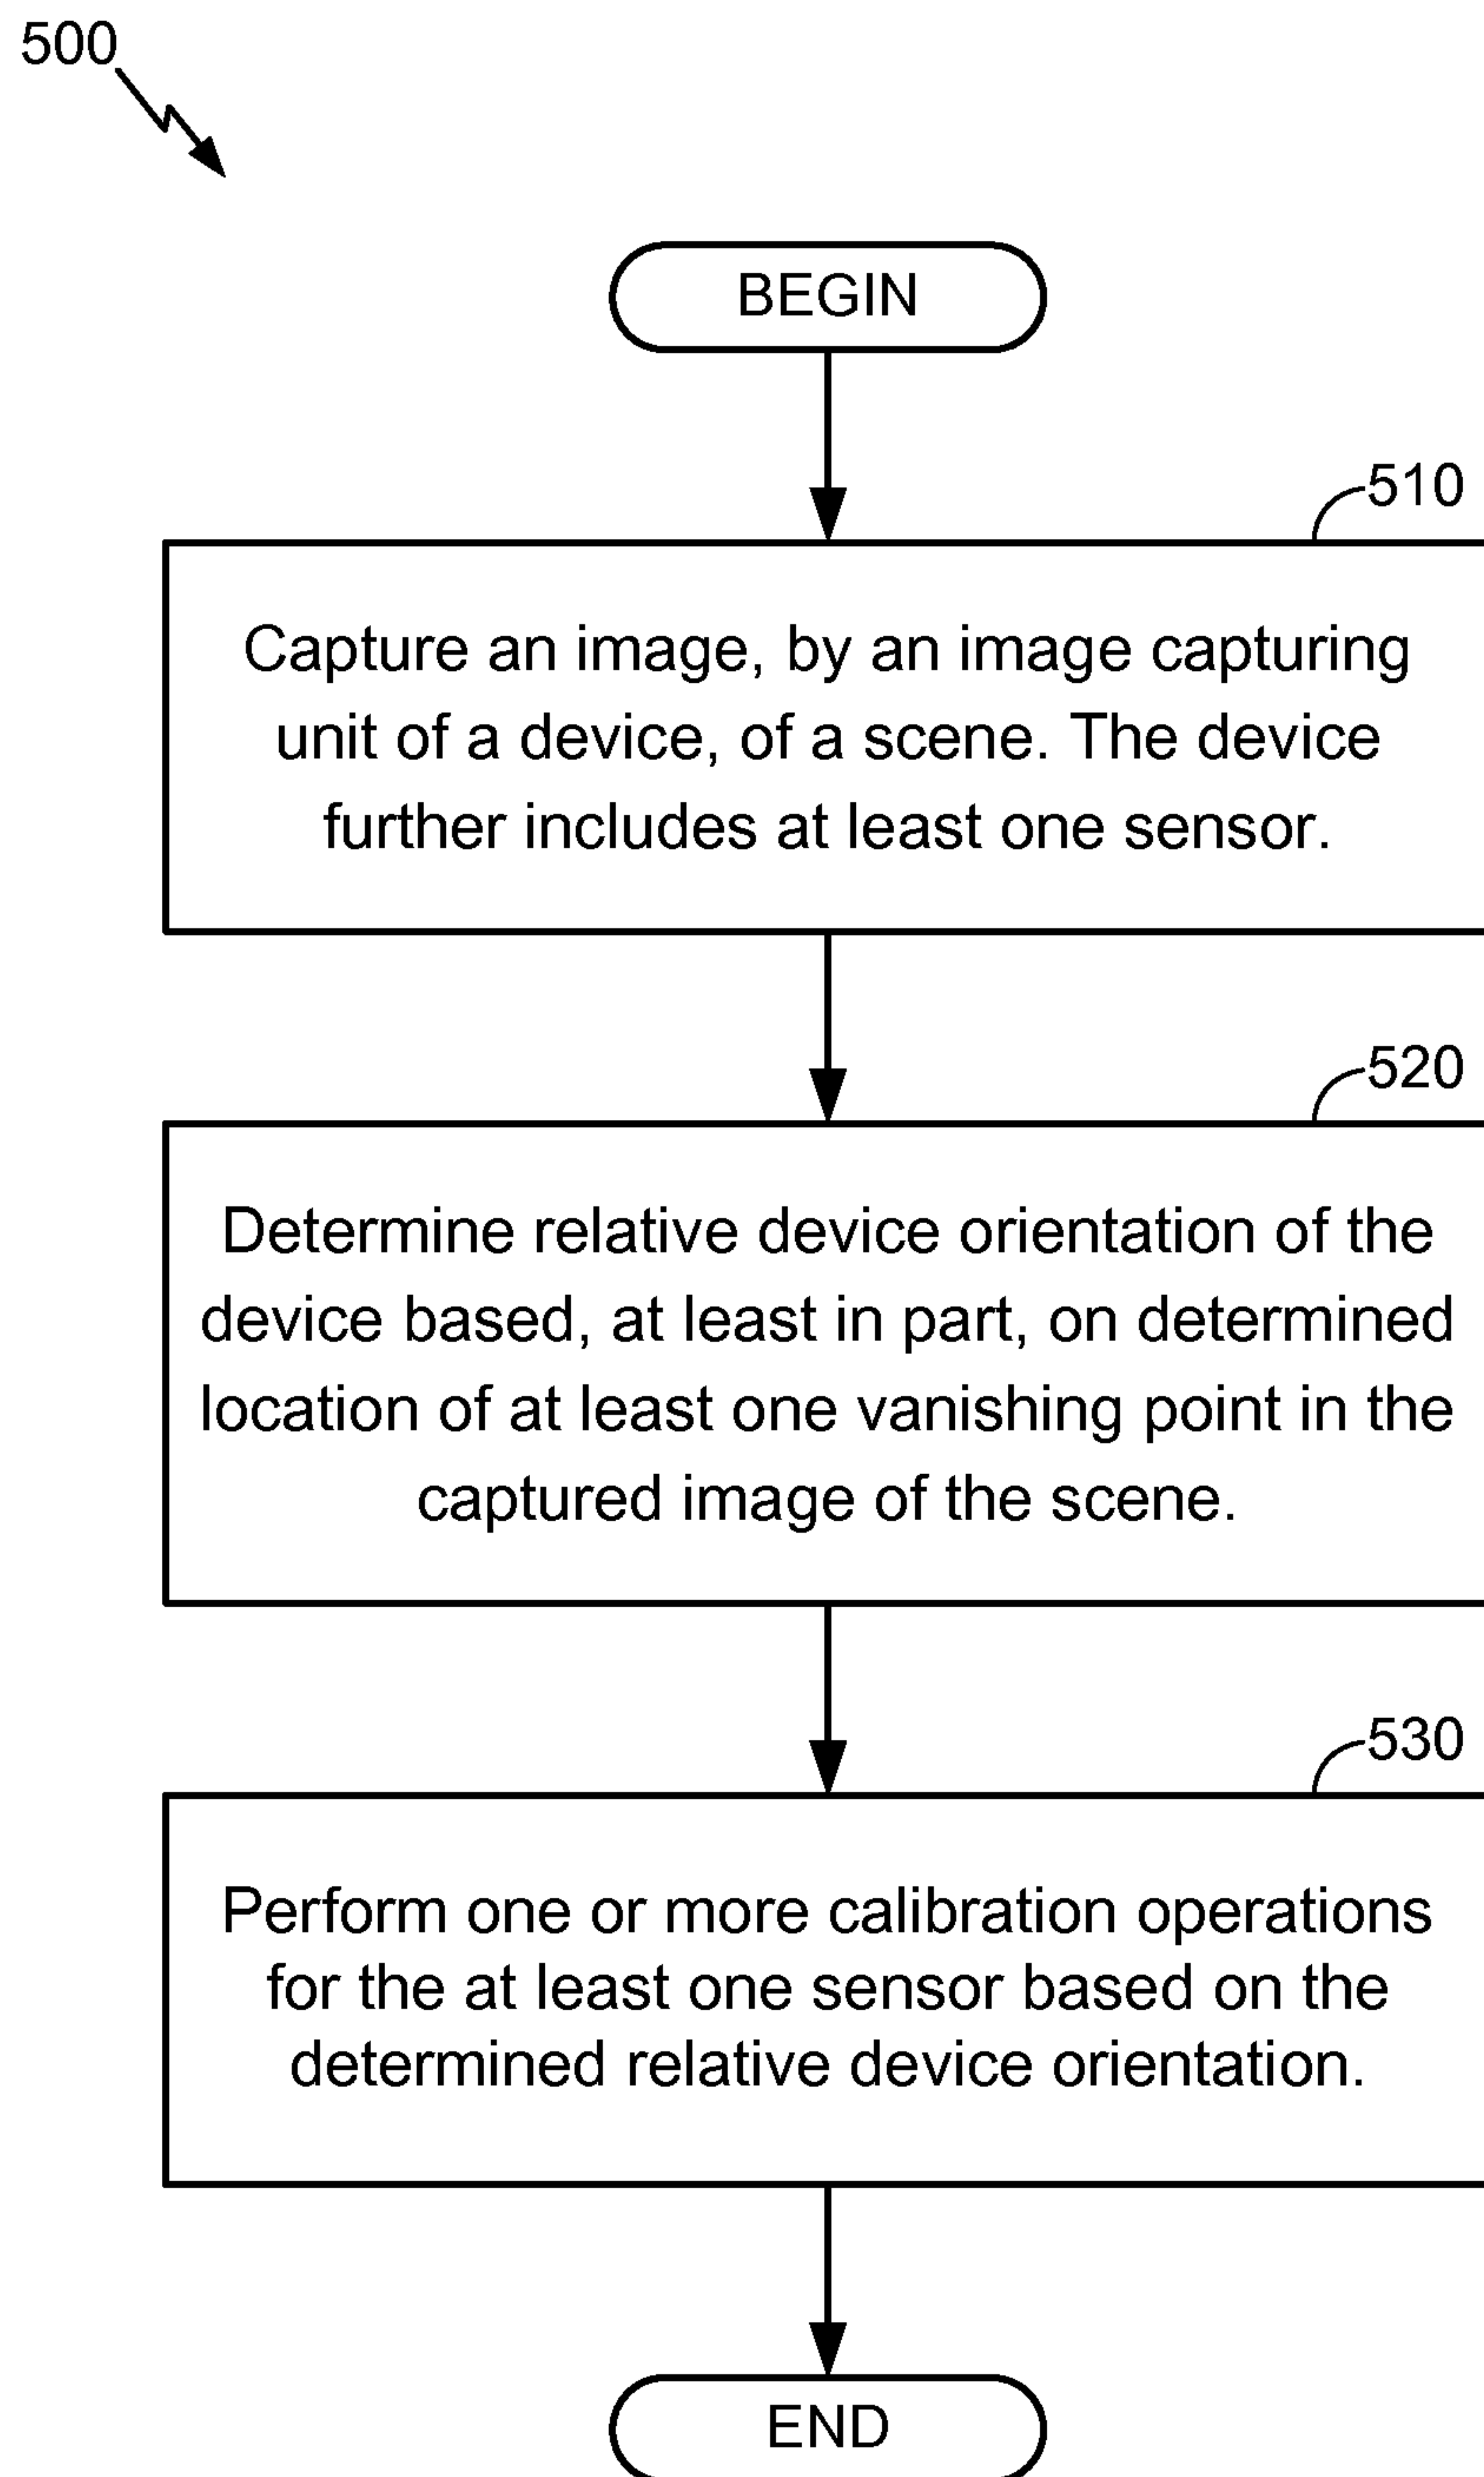 500
BEGIN
510
Capture an image, by an image capturing
unit of a device, of a scene. The device
further includes at least one sensor.
520
Determine relative device orientation of the
device based, at least in part, on determined
location of at least one vanishing point in the
captured image of the scene.
530
Perform one or more calibration operations
for the at least one sensor based on the
determined relative device orientation.
END